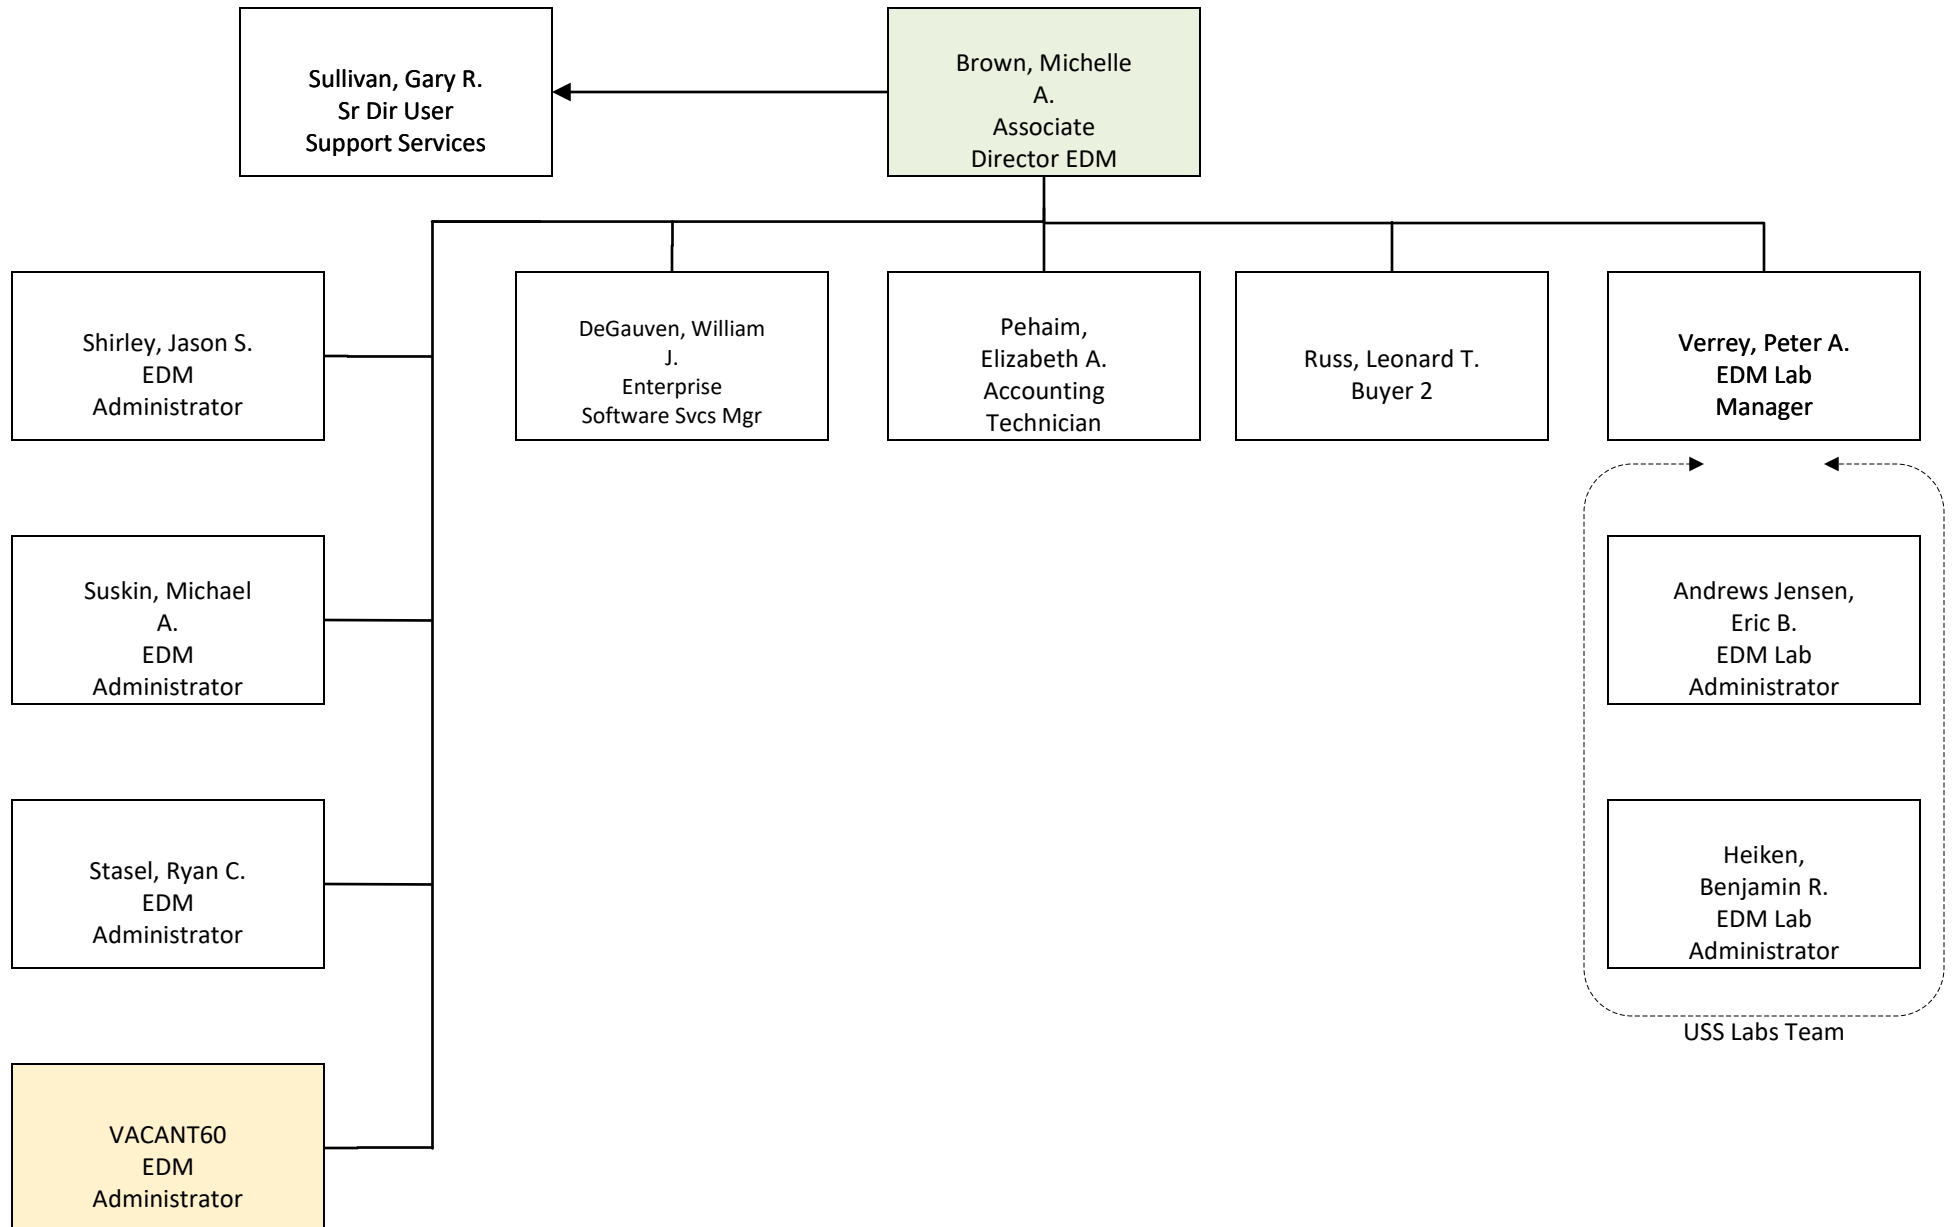 Sullivan, Gary R.
Sr Dir User
Support Services
Brown, Michelle
A.
Associate
Director EDM
Shirley, Jason S.
EDM
Administrator
DeGauven, William
J.
Enterprise
Software Svcs Mgr
Pehaim,
Elizabeth A.
Accounting
Technician
Russ, Leonard T.
Buyer 2
Verrey, Peter A.
EDM Lab
Manager
Suskin, Michael
A.
EDM
Administrator
Andrews Jensen,
Eric B.
EDM Lab
Administrator
Stasel, Ryan C.
EDM
Administrator
Heiken,
Benjamin R.
EDM Lab
Administrator
USS Labs Team
VACANT60
EDM
Administrator